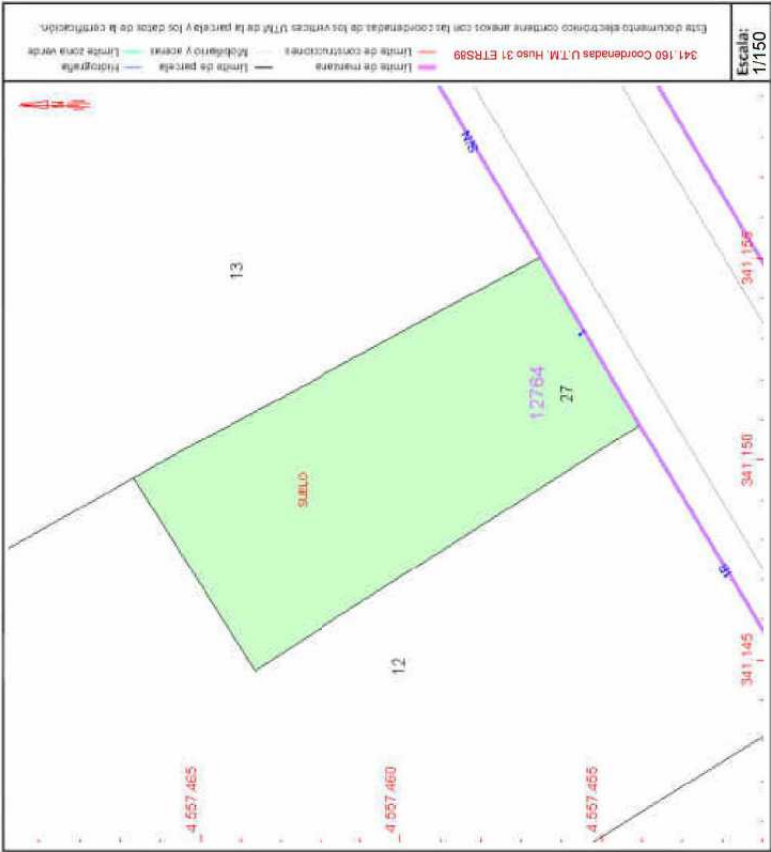 Este documento electrónico contiene anexos con las coordenadas de los vértices UTM de la parcela y los datos de la certificación.
341.160 Coordenadas U.T.M. Huso 31 ETRS89
Límite de manzana
Límite de construcciones
Límite de parcela
Mobiliario y aceras
Hidrografía
Límite zona verde
Escala:
1/150
N
13
SUELO
12764
27
12
341.155
341.150
341.145
4.557.465
4.557.460
4.557.455